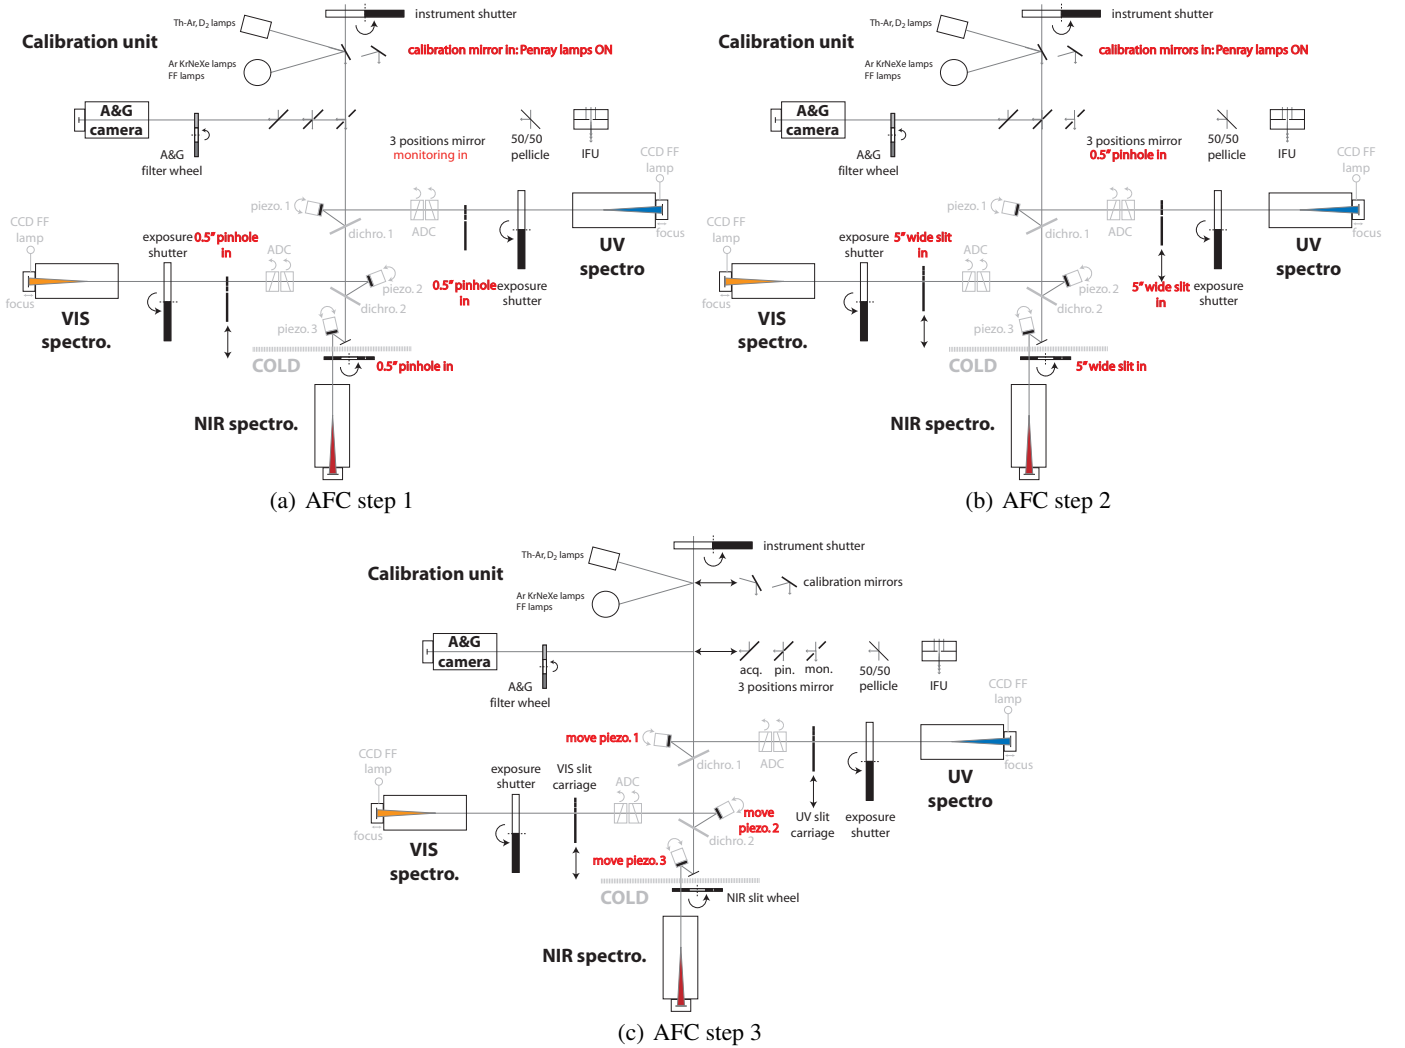 instrument shutter
Th-Ar, D2 lamps
Calibration unit
calibration mirror in: Penray lamps ON
Ar KrNeXe lamps
FF lamps
A&G
camera
A&G
filter wheel
3 positions mirror
monitoring in
50/50
pellicle
IFU
CCD FF
lamp
piezo. 1
dichro. 1
ADC
focus
UV
spectro
CCD FF
lamp
exposure
shutter
0.5" pinhole
in
ADC
piezo. 2
dichro. 2
0.5" pinhole
in
exposure
shutter
focus
VIS
spectro.
piezo. 3
COLD
0.5" pinhole in
NIR spectro.
(a) AFC step 1
instrument shutter
Th-Ar, D2 lamps
Calibration unit
calibration mirrors in: Penray lamps ON
Ar KrNeXe lamps
FF lamps
A&G
camera
A&G
filter wheel
3 positions mirror
0.5" pinhole in
50/50
pellicle
IFU
CCD FF
lamp
piezo. 1
dichro. 1
ADC
focus
UV
spectro
CCD FF
lamp
exposure
shutter
5" wide slit
in
ADC
piezo. 2
dichro. 2
5" wide slit
in
exposure
shutter
focus
VIS
spectro.
piezo. 3
COLD
5" wide slit in
NIR spectro.
(b) AFC step 2
instrument shutter
Th-Ar, D2 lamps
Calibration unit
calibration mirrors
Ar KrNeXe lamps
FF lamps
A&G
camera
A&G
filter wheel
acq. pin. mon.
3 positions mirror
50/50
pellicle
IFU
CCD FF
lamp
move piezo. 1
dichro. 1
ADC
focus
UV
spectro
CCD FF
lamp
exposure
shutter
VIS slit
carriage
ADC
move
piezo. 2
dichro. 2
UV slit
carriage
exposure
shutter
focus
VIS
spectro.
move piezo. 3
COLD
NIR slit wheel
NIR spectro.
(c) AFC step 3